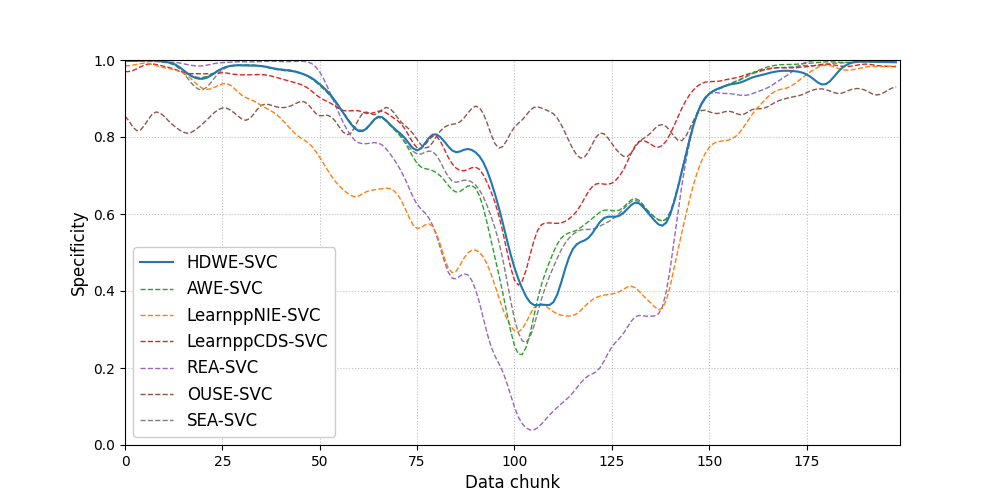 1.0
0.8
0.6
0.4
0.2
0.0
Specificity
HDWE-SVC
AWE-SVC
LearnppNIE-SVC
LearnppCDS-SVC
REA-SVC
OUSE-SVC
SEA-SVC
0 25 50 75 100 125 150 175
Data chunk